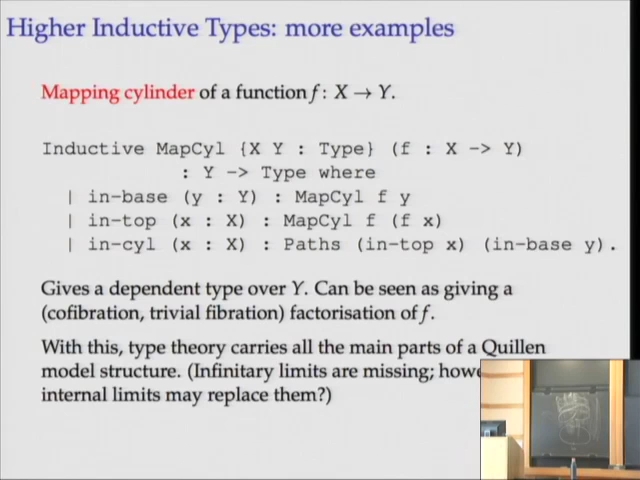 Higher Inductive Types: more examples
Mapping cylinder of a function f : X → Y.
Inductive MapCyl {X Y : Type} (f : X -> Y)
: Y -> Type where
| in-base (y : Y) : MapCyl f y
| in-top (x : X) : MapCyl f (f x)
| in-cyl (x : X) : Paths (in-top x) (in-base y).
Gives a dependent type over Y. Can be seen as giving a
(cofibration, trivial fibration) factorisation of f.
With this, type theory carries all the main parts of a Quillen
model structure. (Infinitary limits are missing;
internal limits may replace them?)